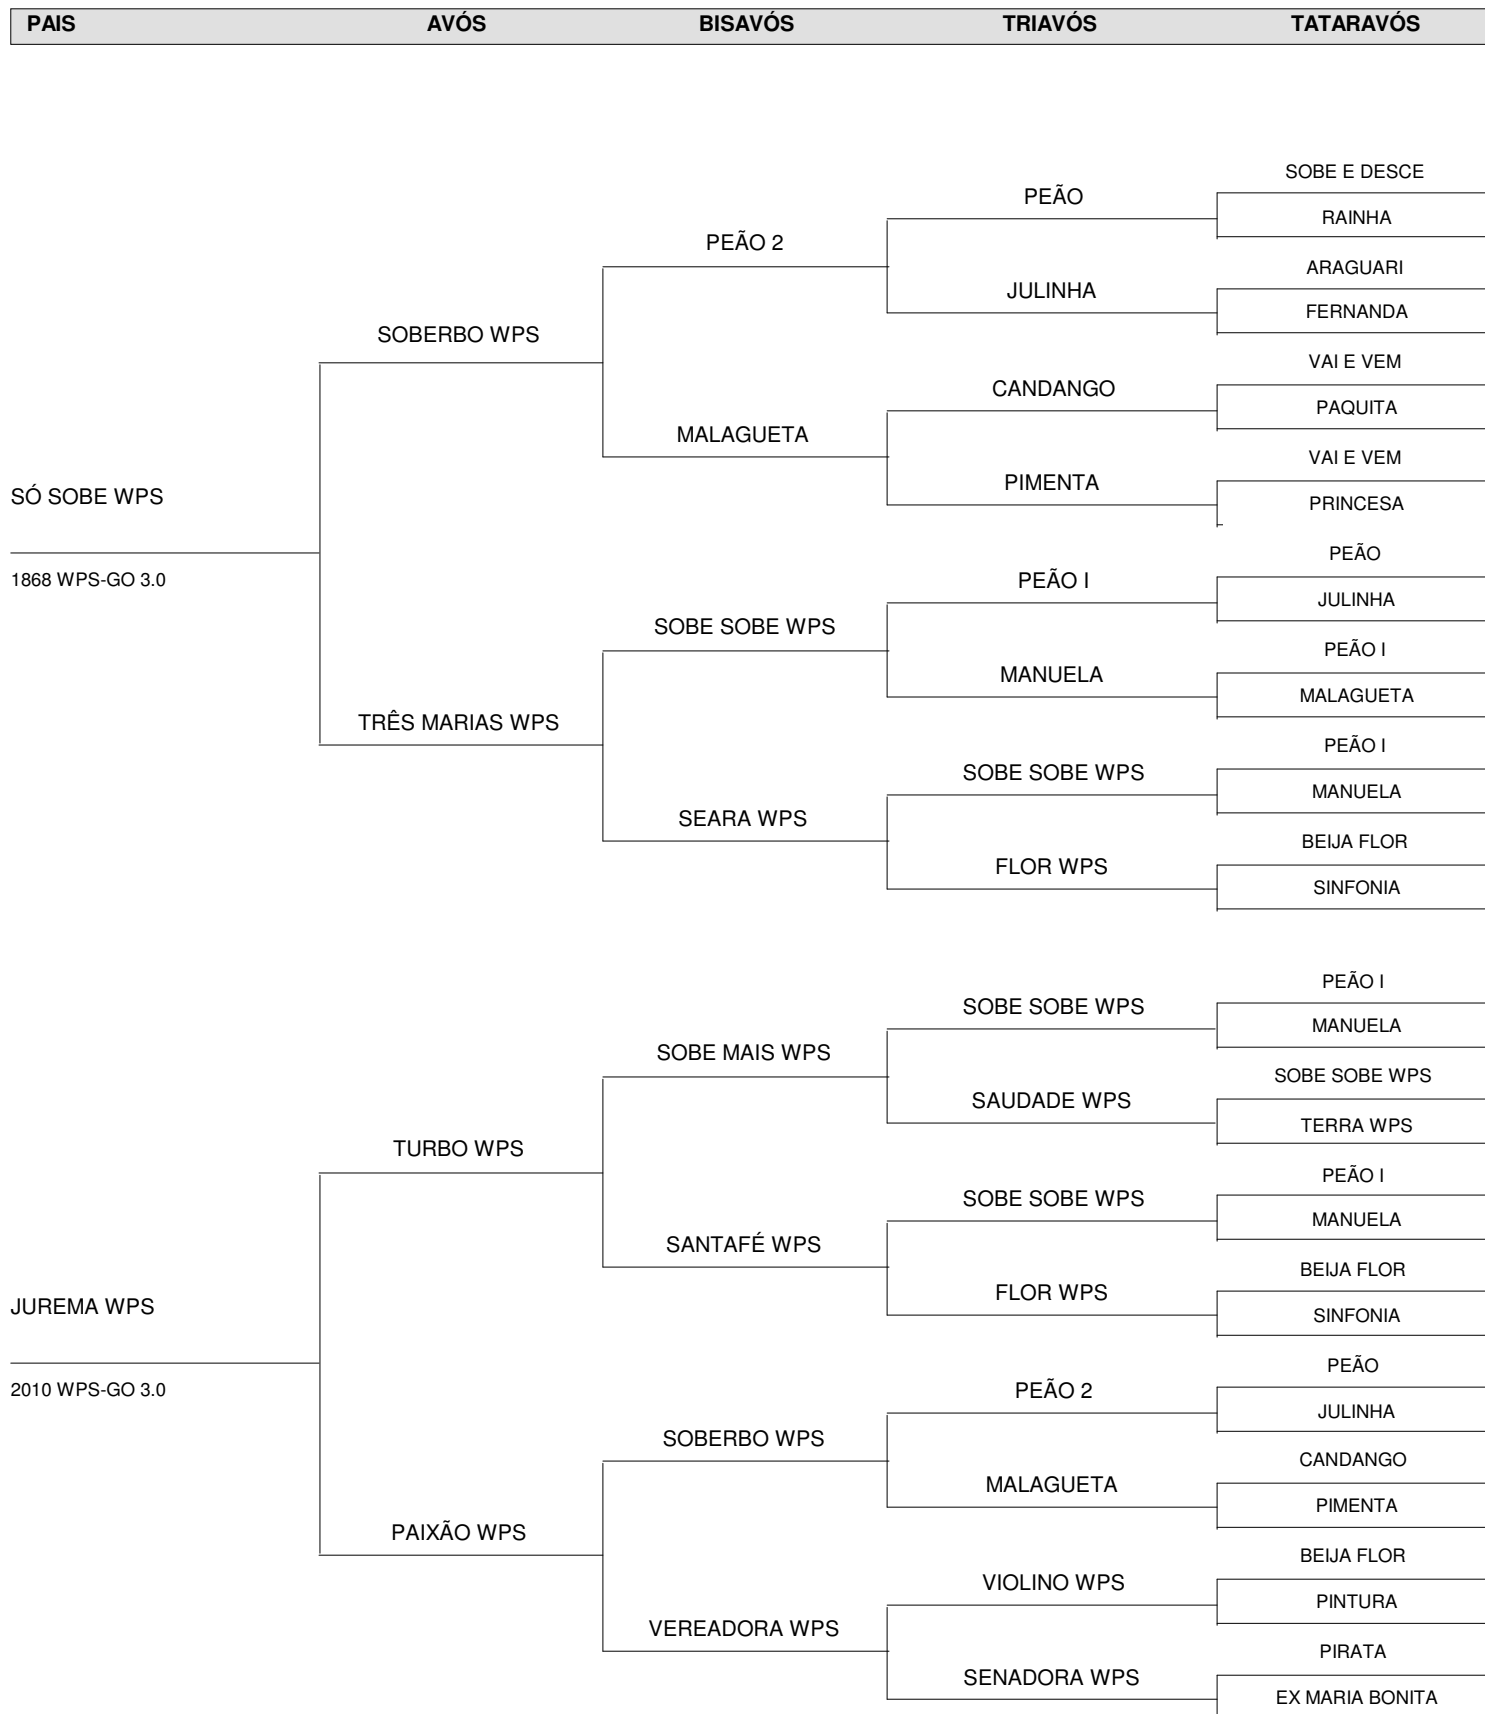 PAIS AVÓS BISAVÓS TRIAVÓS TATARAVÓS
SOBE E DESCE
PEÃO
RAINHA
PEÃO 2
ARAGUARI
JULINHA
FERNANDA
SOBERBO WPS
VAI E VEM
CANDANGO
PAQUITA
MALAGUETA
VAI E VEM
PIMENTA
SÓ SOBE WPS
PRINCESA
PEÃO
1868 WPS-GO 3.0
PEÃO I
JULINHA
SOBE SOBE WPS
PEÃO I
MANUELA
MALAGUETA
TRÊS MARIAS WPS
PEÃO I
SOBE SOBE WPS
MANUELA
SEARA WPS
BEIJA FLOR
FLOR WPS
SINFONIA
PEÃO I
SOBE SOBE WPS
MANUELA
SOBE MAIS WPS
SOBE SOBE WPS
SAUDADE WPS
TERRA WPS
TURBO WPS
PEÃO I
SOBE SOBE WPS
MANUELA
SANTAFÉ WPS
BEIJA FLOR
FLOR WPS
JUREMA WPS
SINFONIA
PEÃO
2010 WPS-GO 3.0
PEÃO 2
JULINHA
SOBERBO WPS
CANDANGO
MALAGUETA
PIMENTA
PAIXÃO WPS
BEIJA FLOR
VIOLINO WPS
PINTURA
VEREADORA WPS
PIRATA
SENADORA WPS
EX MARIA BONITA